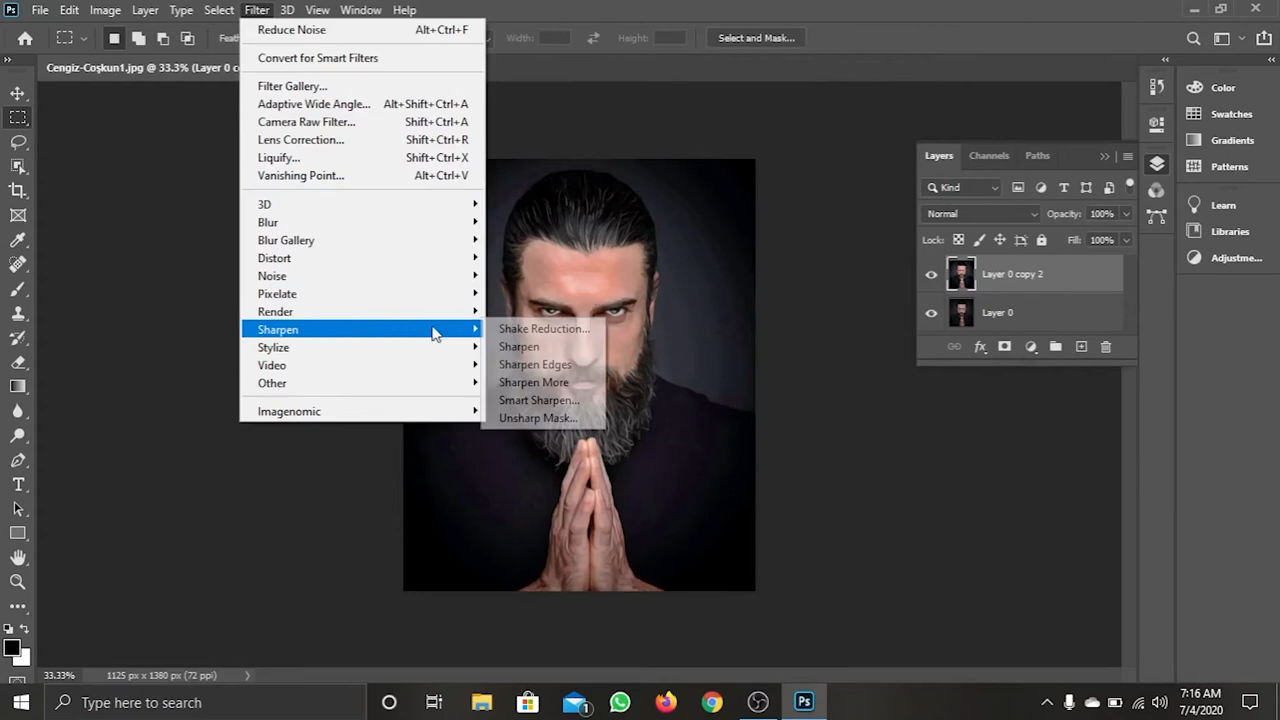 Ps File Edit Image Layer Type Select Filter 3D View Window Help
Feath Width: Height: Select and Mask...
Cengiz-Coşkun1.jpg @ 33.3% (Layer 0 c
Reduce Noise Alt+Ctrl+F
Convert for Smart Filters
Filter Gallery...
Adaptive Wide Angle... Alt+Shift+Ctrl+A
Camera Raw Filter... Shift+Ctrl+A
Lens Correction... Shift+Ctrl+R
Liquify... Shift+Ctrl+X
Vanishing Point... Alt+Ctrl+V
3D
Blur
Blur Gallery
Distort
Noise
Pixelate
Render
Sharpen
Stylize
Video
Other
Imagenomic
Shake Reduction...
Sharpen
Sharpen Edges
Sharpen More
Smart Sharpen...
Unsharp Mask...
Layers Channels Paths
Kind
Normal Opacity: 100%
Lock: Fill: 100%
Layer 0 copy 2
Layer 0
Color
Swatches
Gradients
Patterns
Learn
Libraries
Adjustme...
33.33% 1125 px x 1380 px (72 ppi)
Type here to search
1
Ps
7:16 AM
7/4/2020